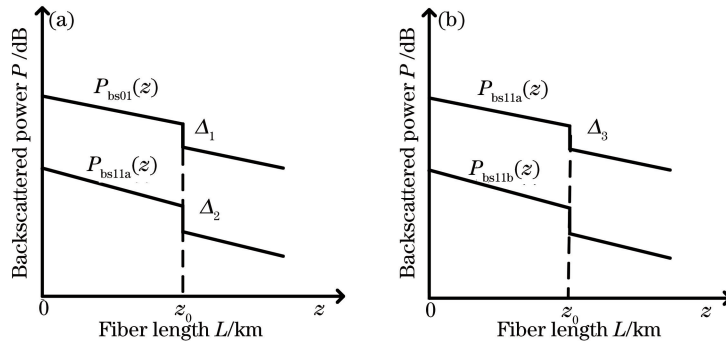 (a)
Backscattered power P /dB
P_bs01(z)
Δ_1
P_bs11a(z)
Δ_2
0
z_0
z
Fiber length L/km
(b)
Backscattered power P /dB
P_bs11a(z)
Δ_3
P_bs11b(z)
0
z_0
z
Fiber length L/km